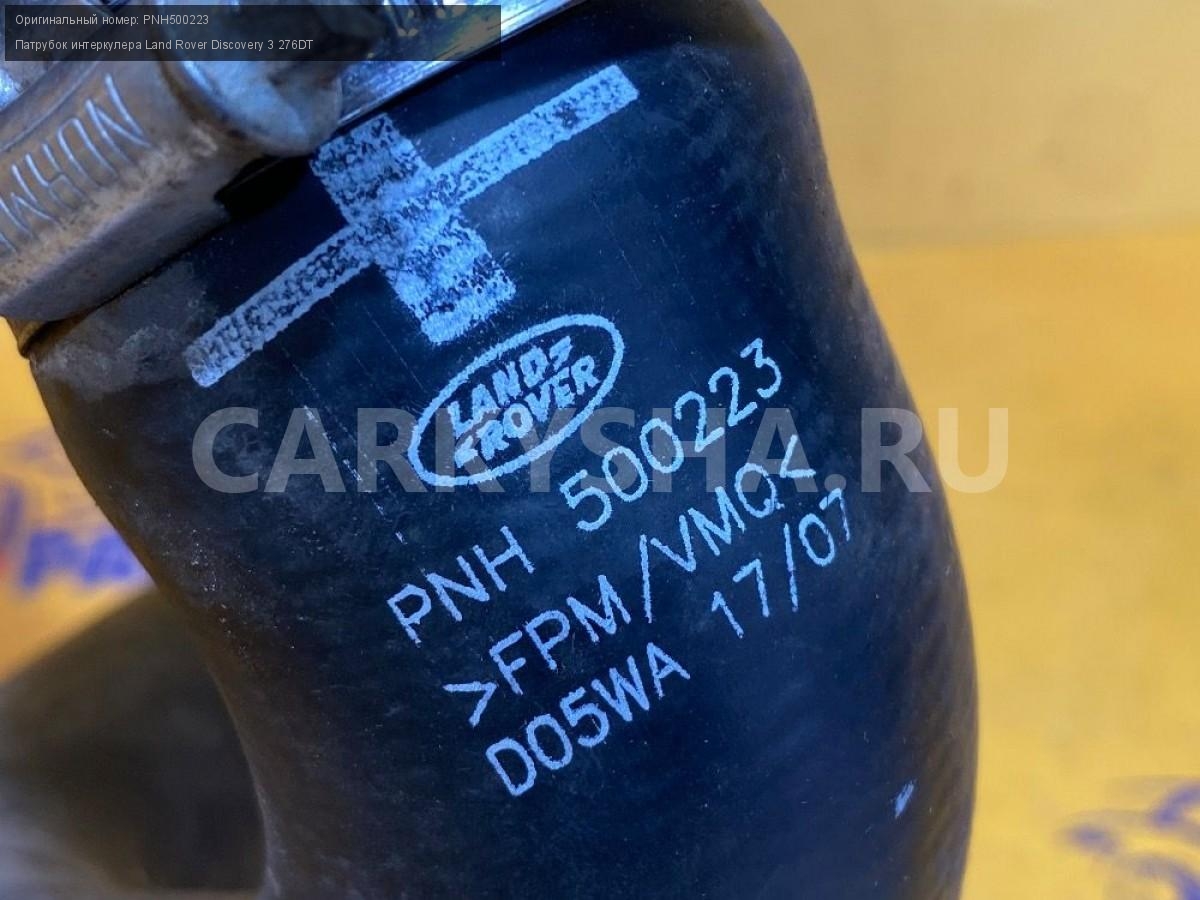 Оригинальный номер: PNH500223
Патрубок интеркулера Land Rover Discovery 3 276DT
LAND
ROVER
PNH 500223
>FPM/VMQ<
D05WA 17/07
CARKYSHA.RU